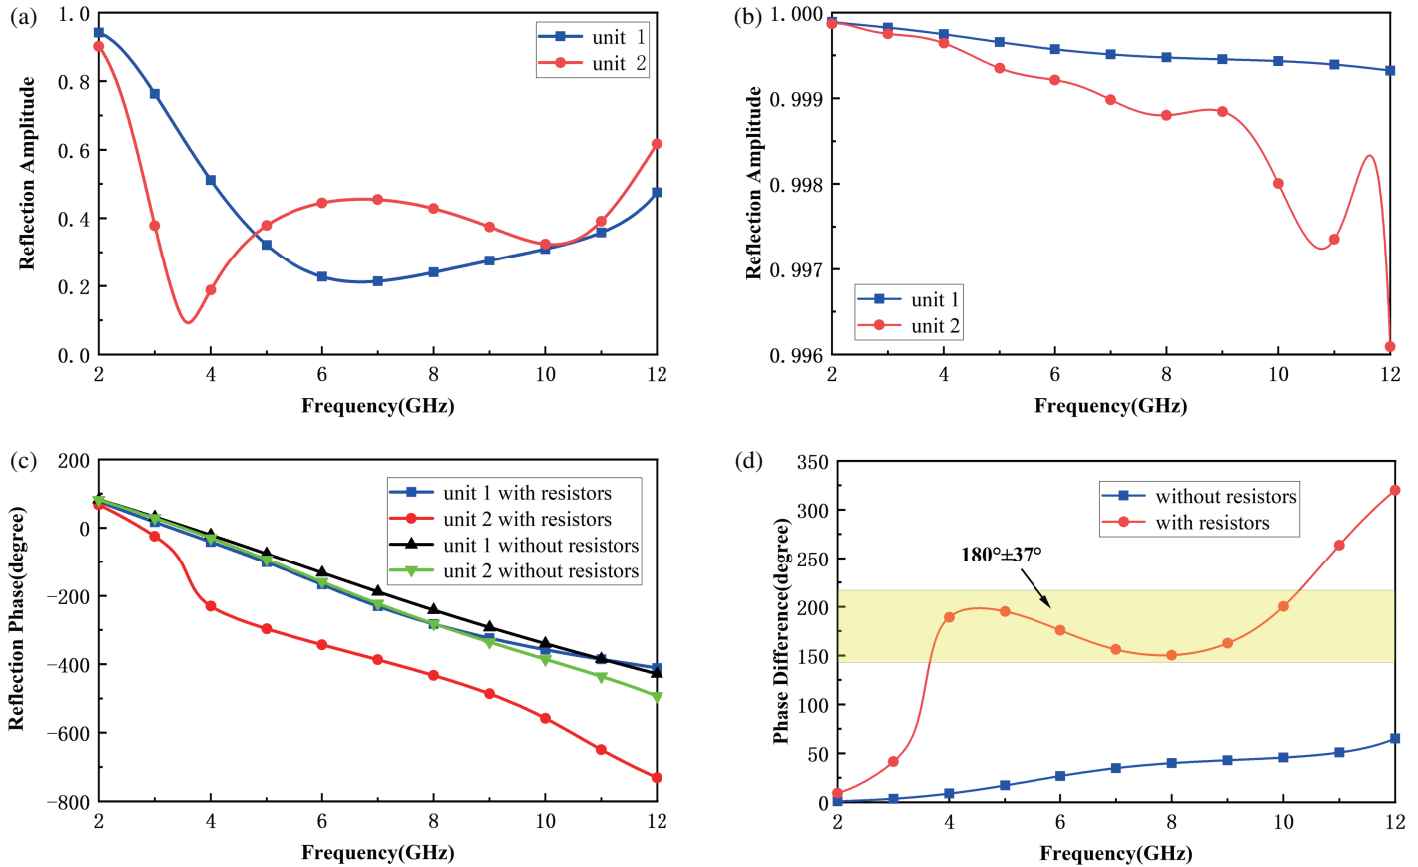 (a)
1.0
0.8
0.6
0.4
0.2
0.0
Reflection Amplitude
unit 1
unit 2
2 4 6 8 10 12
Frequency(GHz)
(b)
1.000
0.999
0.998
0.997
0.996
Reflection Amplitude
unit 1
unit 2
2 4 6 8 10 12
Frequency(GHz)
(c)
200
0
-200
-400
-600
-800
Reflection Phase(degree)
unit 1 with resistors
unit 2 with resistors
unit 1 without resistors
unit 2 without resistors
2 4 6 8 10 12
Frequency(GHz)
(d)
350
300
250
200
150
100
50
0
Phase Difference(degree)
without resistors
with resistors
180°±37°
2 4 6 8 10 12
Frequency(GHz)